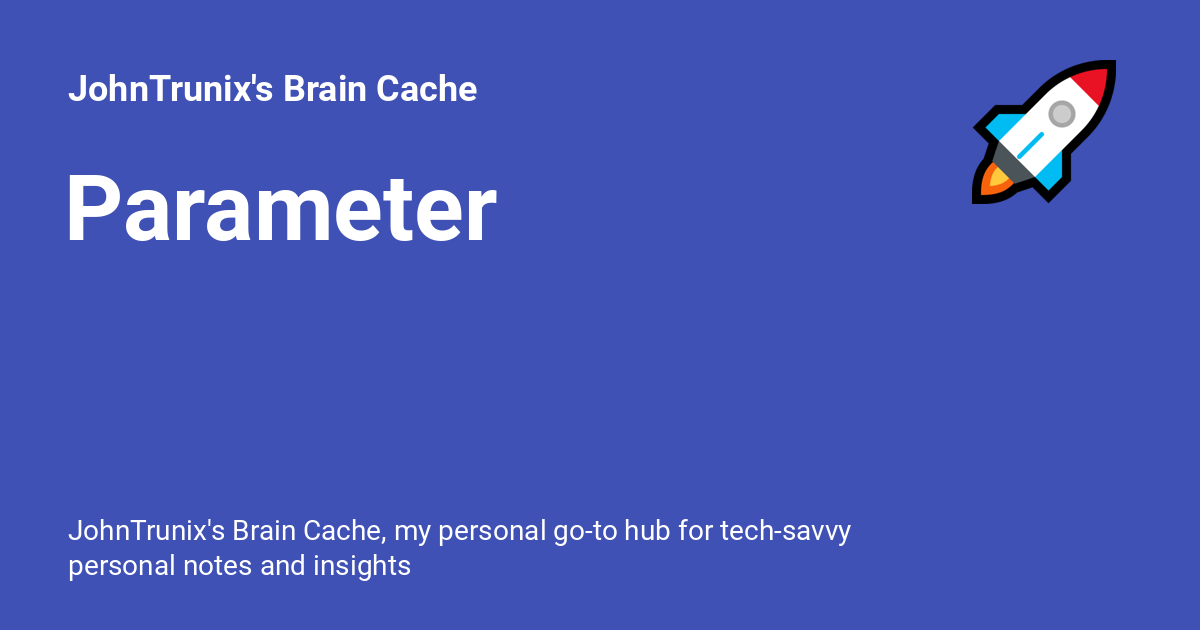 JohnTrunix's Brain Cache
Parameter
JohnTrunix's Brain Cache, my personal go-to hub for tech-savvy
personal notes and insights